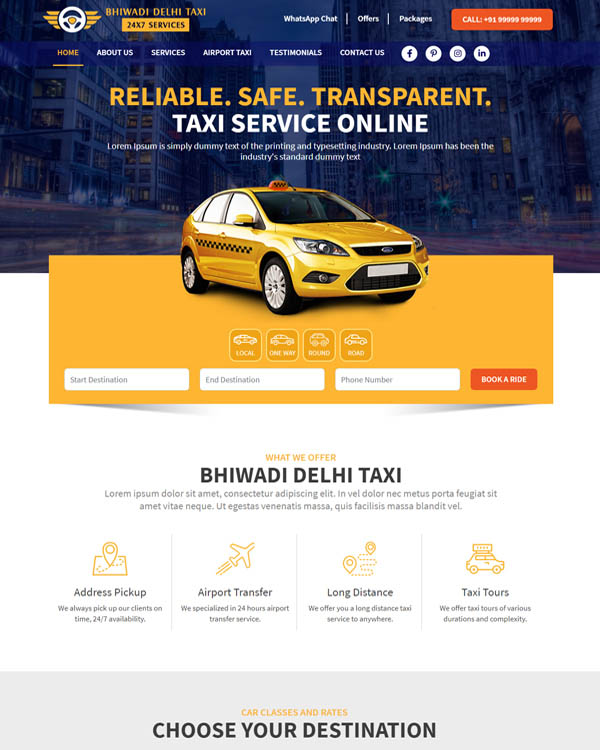 BHIWADI DELHI TAXI
24X7 SERVICES
WhatsApp Chat
Offers
Packages
CALL: +91 99999 99999
HOME
ABOUT US
SERVICES
AIRPORT TAXI
TESTIMONIALS
CONTACT US
RELIABLE. SAFE. TRANSPARENT.
TAXI SERVICE ONLINE
Lorem Ipsum is simply dummy text of the printing and typesetting industry. Lorem Ipsum has been the
industry's standard dummy text
LOCAL
ONE WAY
ROUND
ROAD
Start Destination
End Destination
Phone Number
BOOK A RIDE
WHAT WE OFFER
BHIWADI DELHI TAXI
Lorem ipsum dolor sit amet, consectetur adipiscing elit. In vel dolor nec metus porta feugiat sit
amet vitae neque. Ut egestas venenatis massa, quis facilisis massa blandit vel.
Address Pickup
We always pick up our clients on
time, 24/7 availability.
Airport Transfer
We specialized in 24 hours airport
transfer service.
Long Distance
We offer you a long distance taxi
service to anywhere.
Taxi Tours
We offer taxi tours of various
durations and complexity.
CAR CLASSES AND RATES
CHOOSE YOUR DESTINATION